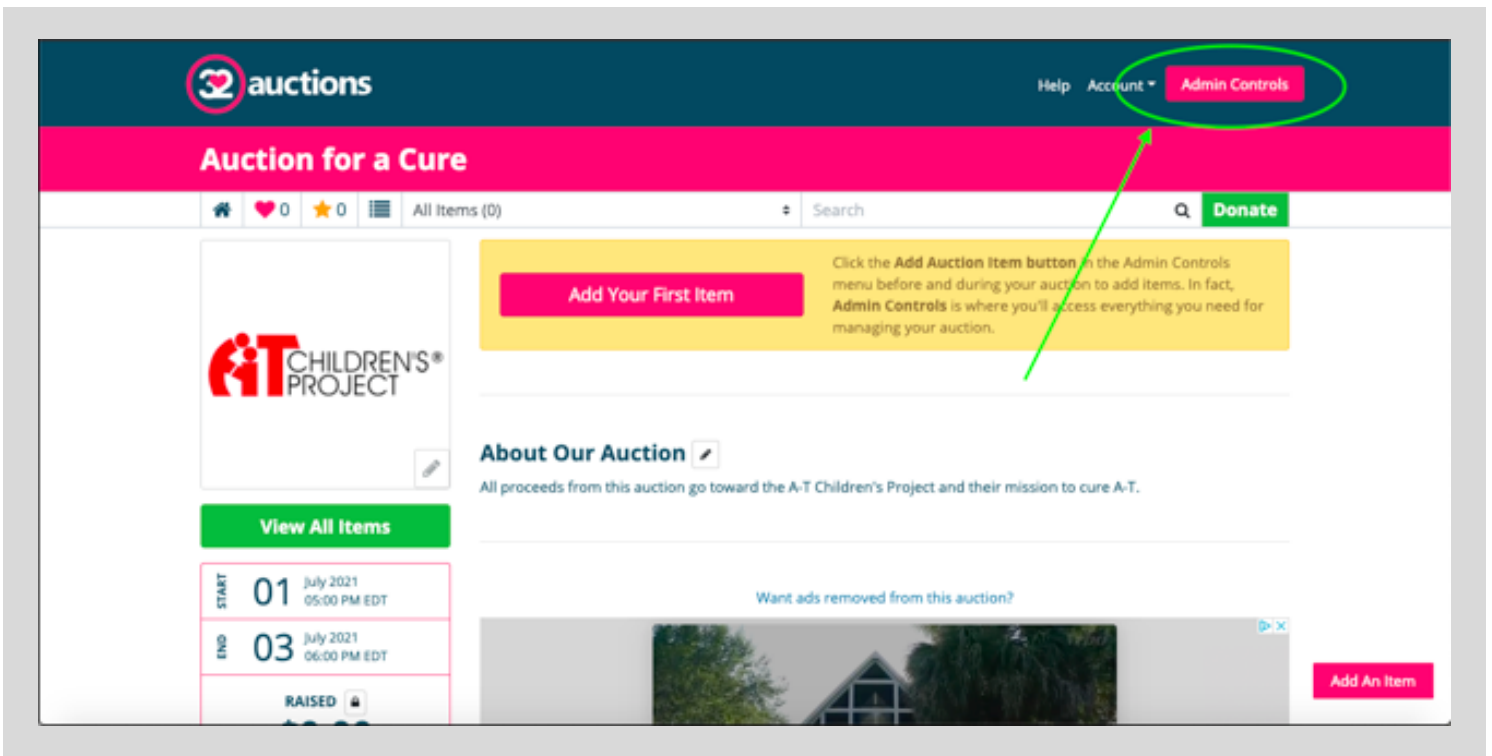 32 auctions
Help Account Admin Controls
Auction for a Cure
0 0 All Items (0) Search Donate
Add Your First Item
Click the Add Auction Item button in the Admin Controls
menu before and during your auction to add items. In fact,
Admin Controls is where you'll access everything you need for
managing your auction.
A-T CHILDREN'S®
PROJECT
About Our Auction
All proceeds from this auction go toward the A-T Children's Project and their mission to cure A-T.
View All Items
START 01 July 2021
05:00 PM EDT
END 03 July 2021
06:00 PM EDT
RAISED
Want ads removed from this auction?
Add An Item